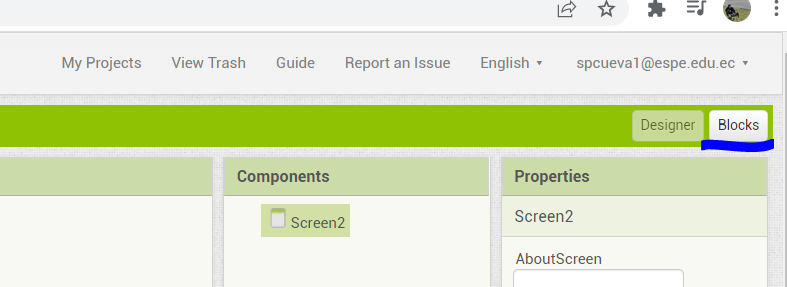 My Projects View Trash Guide Report an Issue English spcueva1@espe.edu.ec
Designer Blocks
Components Properties
Screen2 Screen2
AboutScreen